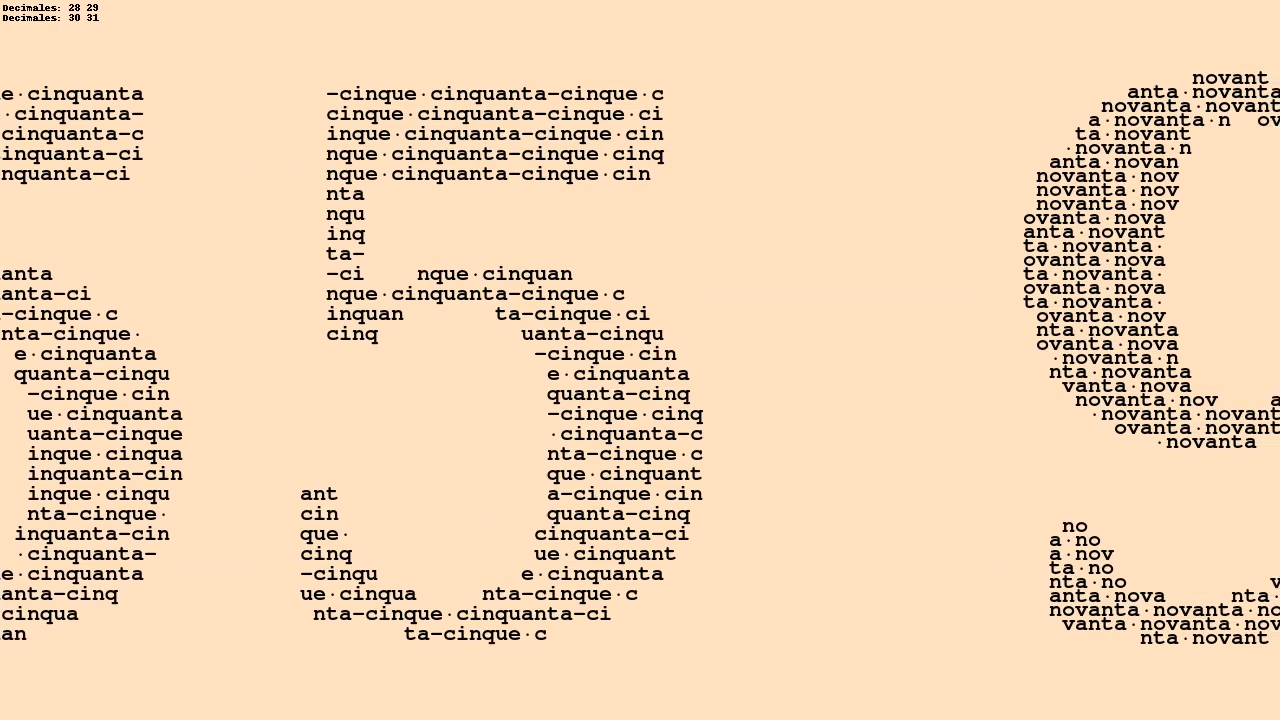 Decimales: 28 29
Decimales: 30 31
e·cinquanta
·cinquanta-
cinquanta-c
inquanta-ci
nquanta-ci
anta
anta-ci
-cinque·c
nta-cinque·
e·cinquanta
quanta-cinqu
-cinque·cin
ue·cinquanta
uanta-cinque
inque·cinqua
inquanta-cin
inque·cinqu
nta-cinque·
inquanta-cin
·cinquanta-
e·cinquanta
anta-cinq
cinqua
an
-cinque·cinquanta-cinque·c
cinque·cinquanta-cinque·ci
inque·cinquanta-cinque·cin
nque·cinquanta-cinque·cinq
nque·cinquanta-cinque·cin
nta
nqu
inq
ta-
-ci nque·cinquan
nque·cinquanta-cinque·c
inquan ta-cinque·ci
cinq uanta-cinqu
-cinque·cin
e·cinquanta
quanta-cinq
-cinque·cinq
·cinquanta-c
nta-cinque·c
que·cinquant
ant a-cinque·cin
cin quanta-cinq
que· cinquanta-ci
cinq ue·cinquant
-cinqu e·cinquanta
ue·cinqua nta-cinque·c
nta-cinque·cinquanta-ci
ta-cinque·c
novant
anta·novanta
novanta·novant
a·novanta·n ov
ta·novant
·novanta·n
anta·novan
novanta·nov
novanta·nov
novanta·nov
ovanta·nova
anta·novant
ta·novanta·
ovanta·nova
ta·novanta·
ovanta·nova
ta·novanta·
ovanta·nov
nta·novanta
ovanta·nova
·novanta·n
nta·novanta
vanta·nova
novanta·nov a
·novanta·novant
ovanta·novant
·novanta
no
a·no
a·nov
ta·no
nta·no v
anta·nova nta·
novanta·novanta·no
vanta·novanta·nov
nta·novant